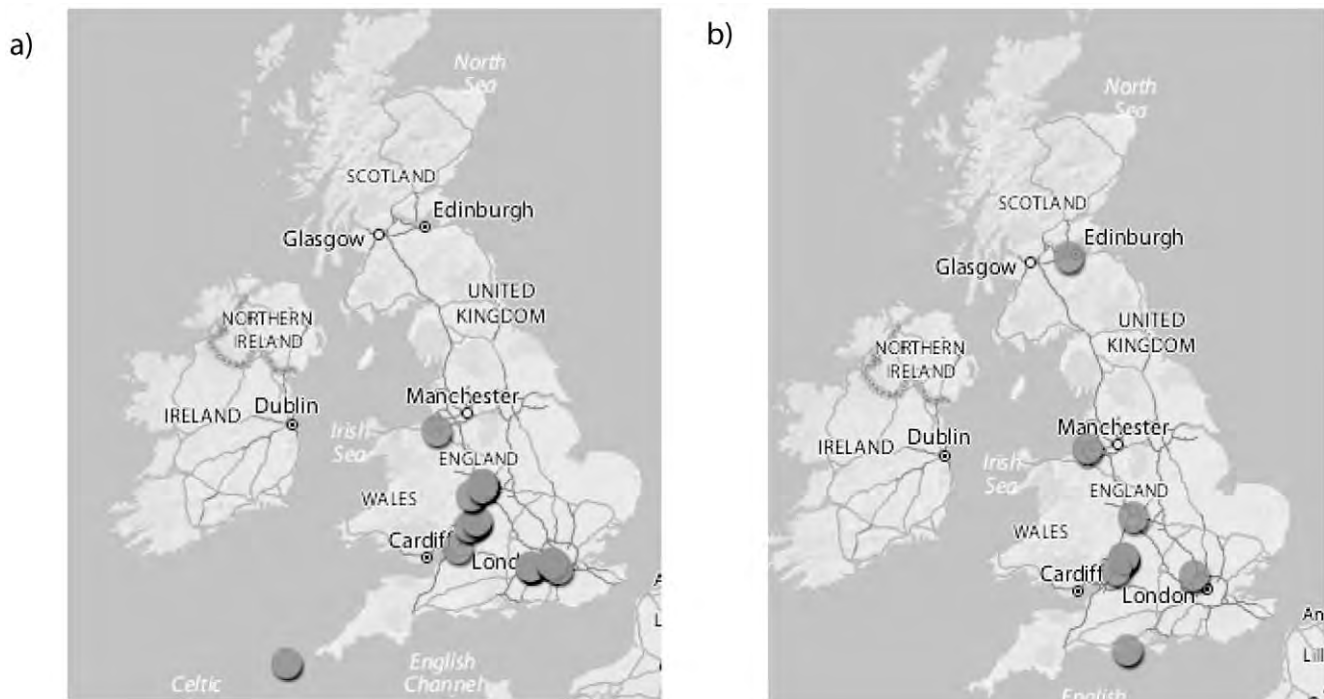 a)
North
Sea
SCOTLAND
Edinburgh
Glasgow
UNITED
KINGDOM
NORTHERN
IRELAND
Manchester
IRELAND
Dublin
Irish
Sea
ENGLAND
WALES
Cardiff
Lond
A
L
Celtic
English
Channel
b)
North
Sea
SCOTLAND
Edinburgh
Glasgow
UNITED
KINGDOM
NORTHERN
IRELAND
Manchester
IRELAND
Dublin
Irish
Sea
ENGLAND
WALES
Cardiff
London
An
Lill
English